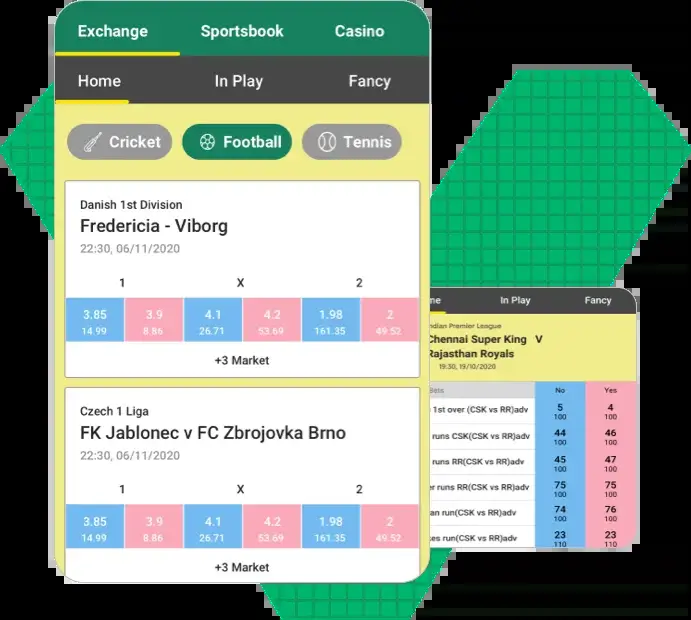 Exchange Sportsbook Casino
Home In Play Fancy
Cricket Football Tennis
Danish 1st Division
Fredericia - Viborg
22:30, 06/11/2020
1 X 2
3.85 3.9 4.1 4.2 1.98 2
14.99 8.86 26.71 53.69 161.35 49.52
+3 Market
Czech 1 Liga
FK Jablonec v FC Zbrojovka Brno
22:55, 06/11/2020
1 X 2
3.85 3.9 4.1 4.2 1.98 2
14.99 8.86 26.71 53.69 161.35 49.52
+3 Market
In Play Fancy
Premier League
Chennai Super King V
Rajasthan Royals
19:30, 19/10/2020
No Yes
1st over (CSK vs RR)adv 5 4
100 100
runs CSK(CSK vs RR)adv 44 46
100 100
runs RR(CSK vs RR)adv 45 47
100 100
runs RR(CSK vs RR)adv 75 75
100 100
run(CSK vs RR)adv 74 76
100 100
run(CSK vs RR)adv 23 23
110 110